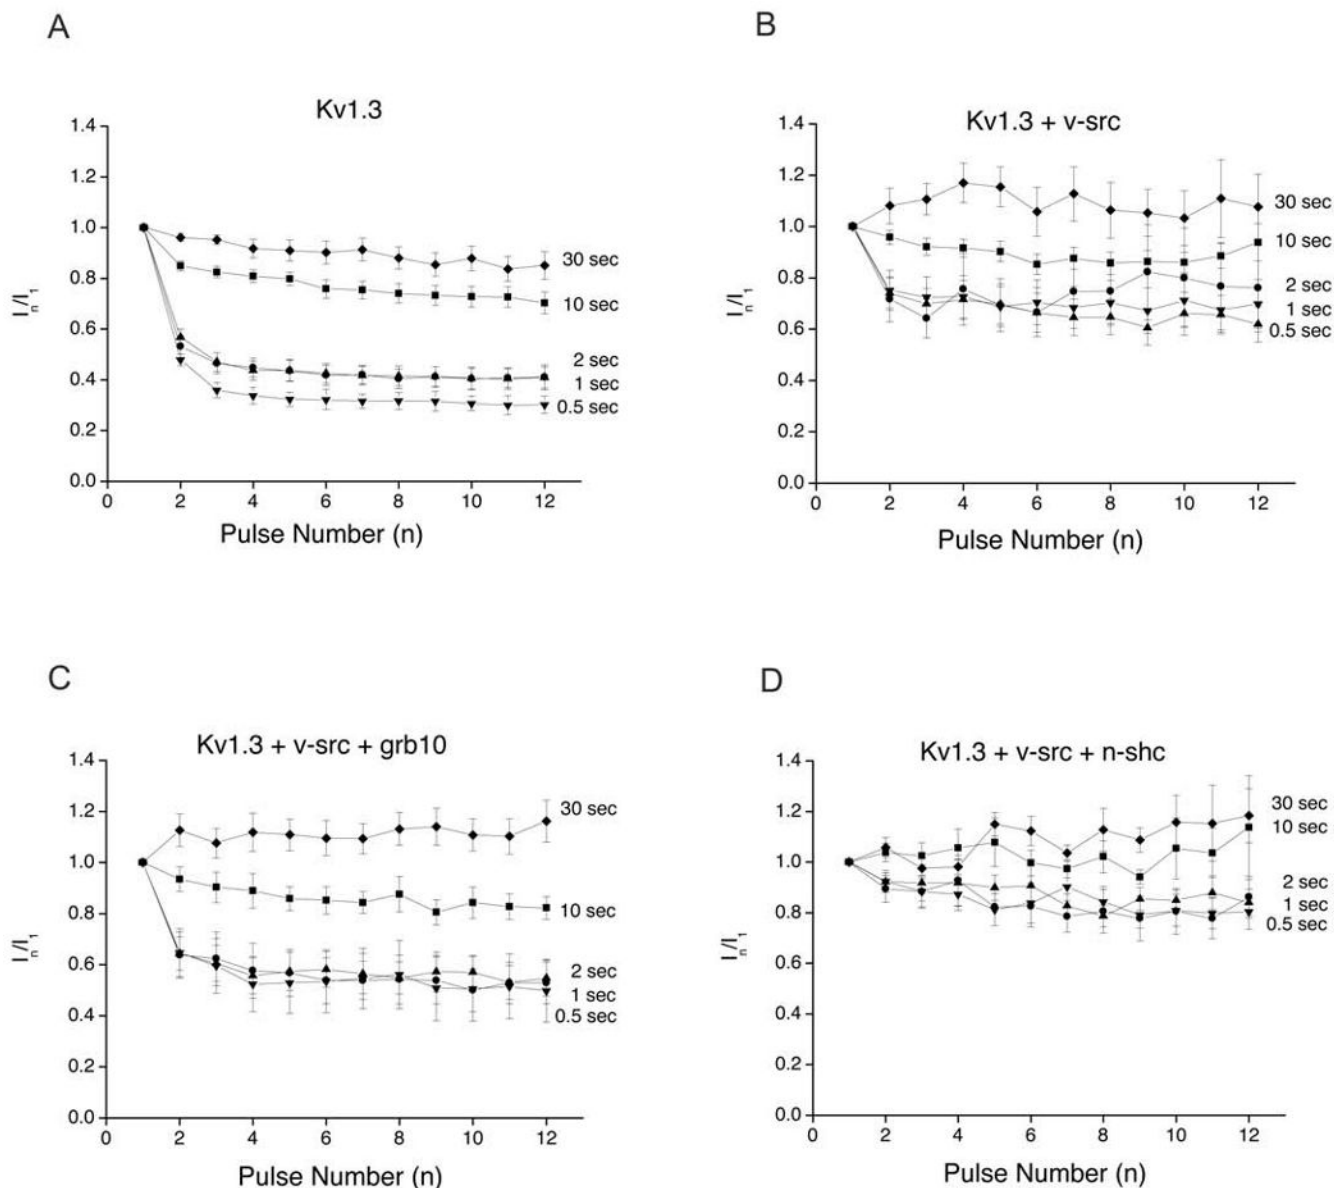 A
Kv1.3
1.4
1.2
1.0
0.8
0.6
0.4
0.2
0.0
In/I1
30 sec
10 sec
2 sec
1 sec
0.5 sec
0 2 4 6 8 10 12
Pulse Number (n)
B
Kv1.3 + v-src
1.4
1.2
1.0
0.8
0.6
0.4
0.2
0.0
In/I1
30 sec
10 sec
2 sec
1 sec
0.5 sec
0 2 4 6 8 10 12
Pulse Number (n)
C
Kv1.3 + v-src + grb10
1.4
1.2
1.0
0.8
0.6
0.4
0.2
0.0
In/I1
30 sec
10 sec
2 sec
1 sec
0.5 sec
0 2 4 6 8 10 12
Pulse Number (n)
D
Kv1.3 + v-src + n-shc
1.4
1.2
1.0
0.8
0.6
0.4
0.2
0.0
In/I1
30 sec
10 sec
2 sec
1 sec
0.5 sec
0 2 4 6 8 10 12
Pulse Number (n)